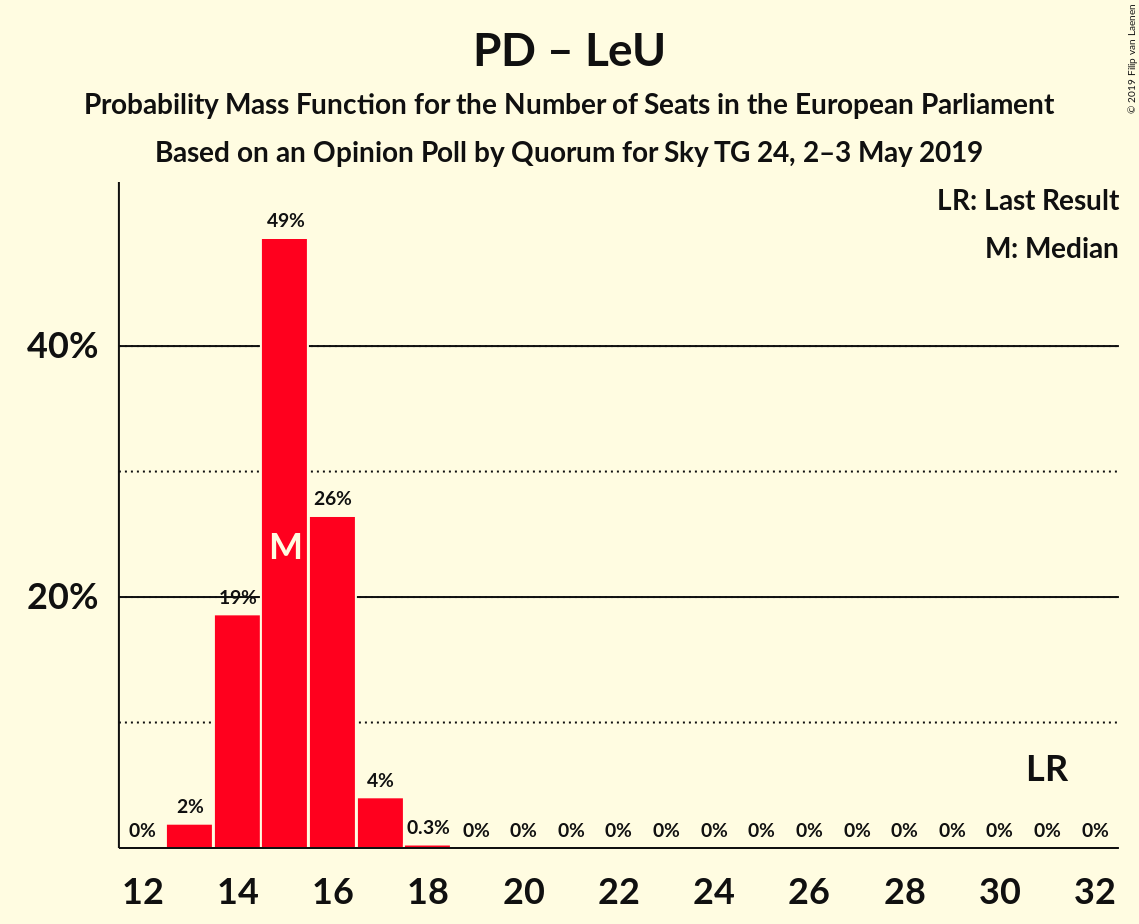 PD – LeU
Probability Mass Function for the Number of Seats in the European Parliament
Based on an Opinion Poll by Quorum for Sky TG 24, 2–3 May 2019
© 2019 Filip van Laenen
LR: Last Result
M: Median
49%
40%
26%
M
20%
19%
LR
4%
2%
0% 0.3% 0% 0% 0% 0% 0% 0% 0% 0% 0% 0% 0% 0% 0% 0%
12 14 16 18 20 22 24 26 28 30 32